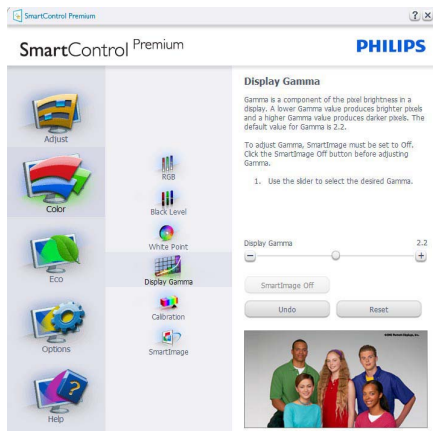 SmartControl Premium
? x
SmartControl Premium
PHILIPS
Adjust
Color
Eco
Options
Help
RGB
Black Level
White Point
Display Gamma
Calibration
SmartImage
Display Gamma
Gamma is a component of the pixel brightness in a
display. A lower Gamma value produces brighter pixels
and a higher Gamma value produces darker pixels. The
default value for Gamma is 2.2.
To adjust Gamma, SmartImage must be set to Off.
Click the SmartImage Off button before adjusting
Gamma.
1. Use the slider to select the desired Gamma.
Display Gamma 2.2
− +
SmartImage Off
Undo Reset